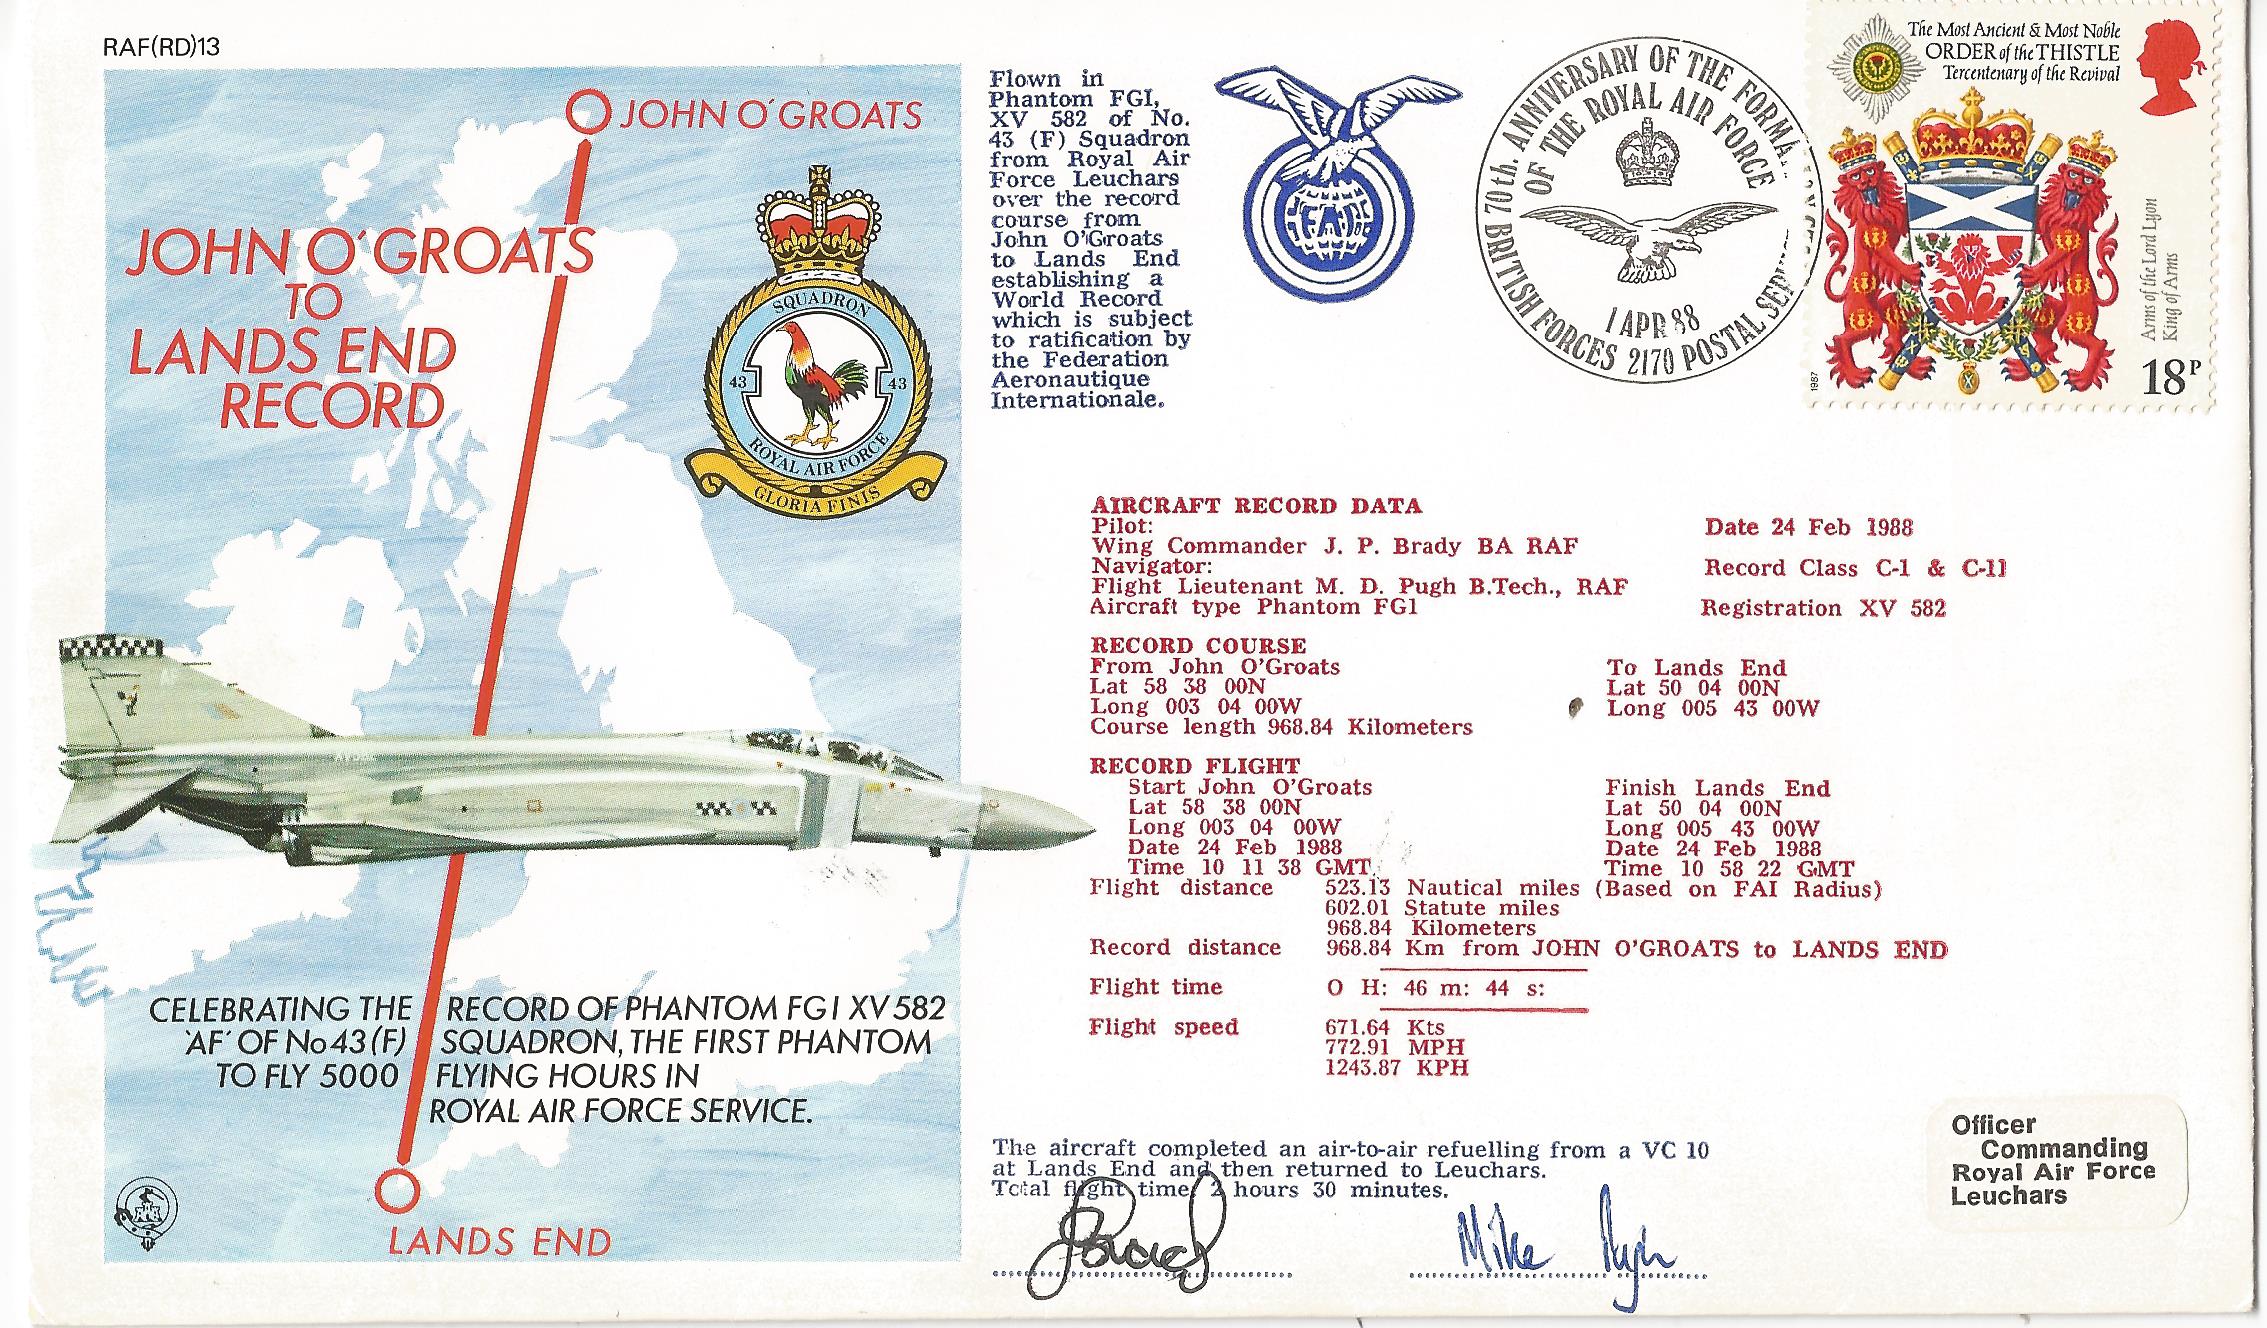 RAF(RD)13
JOHN O'GROATS
JOHN O'GROATS
TO
LANDS END
RECORD
SQUADRON
43
43
ROYAL AIR FORCE
GLORIA FINIS
CELEBRATING THE RECORD OF PHANTOM FG1 XV582
'AF' OF No43(F) SQUADRON, THE FIRST PHANTOM
TO FLY 5000 FLYING HOURS IN
ROYAL AIR FORCE SERVICE.
LANDS END
Flown in
Phantom FGI,
XV 582 of No.
43 (F) Squadron
from Royal Air
Force Leuchars
over the record
course from
John O'Groats
to Lands End
establishing a
World Record
which is subject
to ratification by
the Federation
Aeronautique
Internationale.
FAI
70th. ANNIVERSARY OF THE FORMA
OF THE ROYAL AIR FORCE
1 APR 88
BRITISH FORCES 2170 POSTAL SERV
The Most Ancient & Most Noble
ORDER of the THISTLE
Tercentenary of the Revival
Arms of the Lord Lyon
King of Arms
1987
18P
AIRCRAFT RECORD DATA
Pilot:
Date 24 Feb 1988
Wing Commander J. P. Brady BA RAF
Navigator:
Record Class C-1 & C-11
Flight Lieutenant M. D. Pugh B.Tech., RAF
Aircraft type Phantom FG1
Registration XV 582
RECORD COURSE
From John O'Groats To Lands End
Lat 58 38 00N Lat 50 04 00N
Long 003 04 00W Long 005 43 00W
Course length 968.84 Kilometers
RECORD FLIGHT
Start John O'Groats Finish Lands End
Lat 58 38 00N Lat 50 04 00N
Long 003 04 00W Long 005 43 00W
Date 24 Feb 1988 Date 24 Feb 1988
Time 10 11 38 GMT Time 10 58 22 GMT
Flight distance 523.13 Nautical miles (Based on FAI Radius)
602.01 Statute miles
968.84 Kilometers
Record distance 968.84 Km from JOHN O'GROATS to LANDS END
Flight time O H: 46 m: 44 s:
Flight speed 671.64 Kts
772.91 MPH
1243.87 KPH
The aircraft completed an air-to-air refuelling from a VC 10
at Lands End and then returned to Leuchars.
Total flight time 2 hours 30 minutes.
Mike Pugh
Officer
Commanding
Royal Air Force
Leuchars